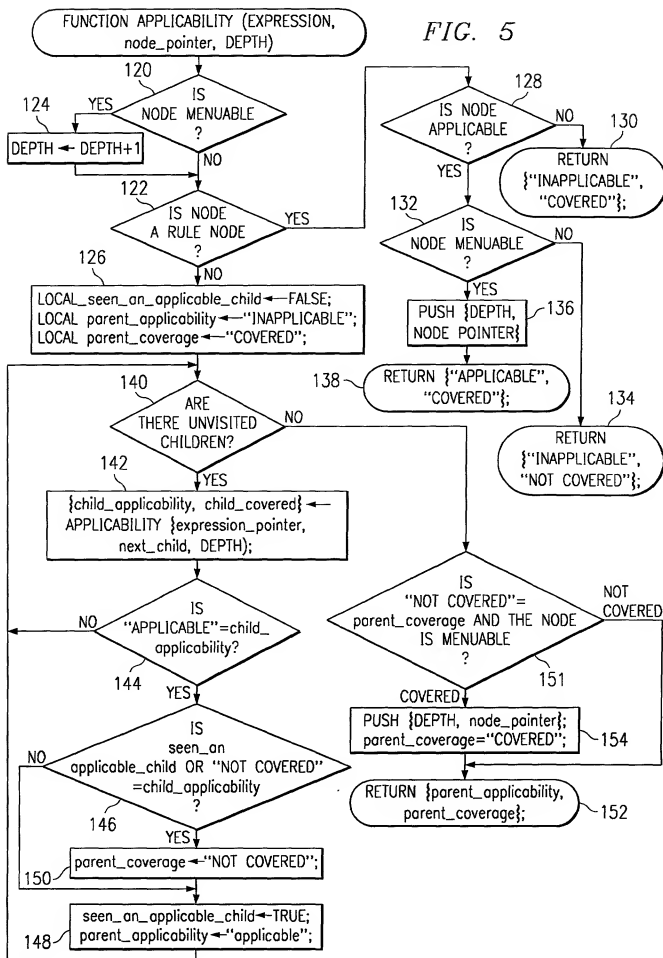 FUNCTION APPLICABILITY (EXPRESSION,
node_pointer, DEPTH)
FIG. 5
120
IS
NODE MENUABLE
?
YES
NO
124
DEPTH ← DEPTH+1
122
IS NODE
A RULE NODE
?
YES
NO
126
LOCAL_seen_an_applicable_child←FALSE;
LOCAL parent_applicability←"INAPPLICABLE";
LOCAL parent_coverage←"COVERED";
128
IS NODE
APPLICABLE
?
NO
YES
130
RETURN
{"INAPPLICABLE",
"COVERED"};
132
IS
NODE MENUABLE
?
NO
YES
PUSH {DEPTH,
NODE POINTER}
136
138
RETURN {"APPLICABLE",
"COVERED"};
134
RETURN
{"INAPPLICABLE",
"NOT COVERED"};
140
ARE
THERE UNVISITED
CHILDREN?
NO
YES
142
{child_applicability, child_covered}←
APPLICABILITY {expression_pointer,
next_child, DEPTH);
IS
"APPLICABLE"=child_
applicability?
NO
144
YES
IS
seen_an
applicable_child OR "NOT COVERED"
=child_applicability
?
NO
146
YES
150
parent_coverage←"NOT COVERED";
148
seen_an_applicable_child←TRUE;
parent_applicability←"applicable";
IS
"NOT COVERED"=
parent_coverage AND THE NODE
IS MENUABLE
?
NOT
COVERED
151
COVERED
PUSH {DEPTH, node_pointer};
parent_coverage="COVERED";
154
RETURN {parent_applicability,
parent_coverage};
152